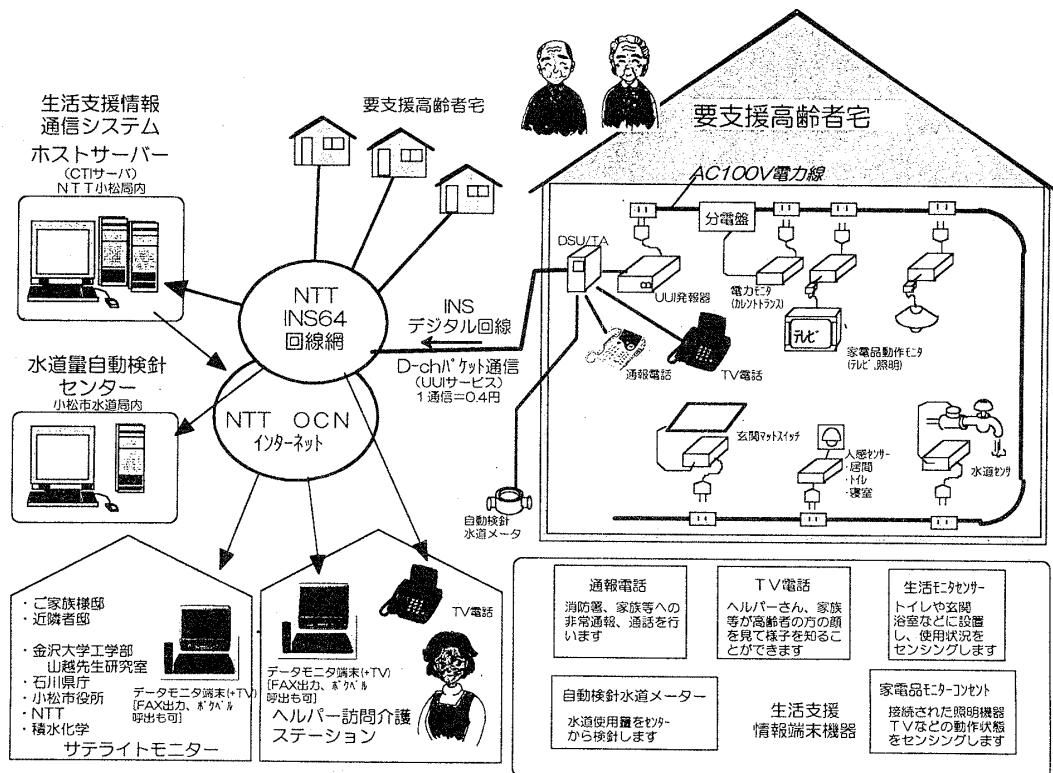 生活支援情報
通信システム
ホストサーバー
(CTIサーバ)
NTT小松局内
要支援高齢者宅
要支援高齢者宅
AC100V電力線
分電盤
DSU/TA
UUI発報器
電力モニタ
(カレントトランス)
テレビ
家電品動作モニタ
(テレビ,照明)
通報電話
TV電話
NTT
INS64
回線網
INS
デジタル回線
D-chパケット通信
(UUIサービス)
1通信=0.4円
水道量自動検針
センター
小松市水道局内
NTT OCN
インターネット
玄関マットスイッチ
人感センサー
・居間
・トイレ
・寝室
水道センサ
自動検針
水道メータ
・ご家族様邸
・近隣者邸
・金沢大学工学部
山越先生研究室
・石川県庁
・小松市役所
・NTT
・積水化学
データモニタ端末(+TV)
[FAX出力、ポケベル
呼出も可]
サテライトモニター
TV電話
データモニタ端末(+TV)
[FAX出力、ポケベル
呼出も可]
ヘルパー訪問介護
ステーション
通報電話
消防署、家族等への
非常通報、通話を行
います
TV電話
ヘルパーさん、家族
等が高齢者の方の顔
を見て様子を知るこ
とができます
生活モニタセンサー
トイレや玄関
浴室などに設置
し、使用状況を
センシングします
自動検針水道メーター
水道使用量をセンター
から検針します
生活支援
情報端末機器
家電品モニターコンセント
接続された照明機器
TVなどの動作状態
をセンシングします